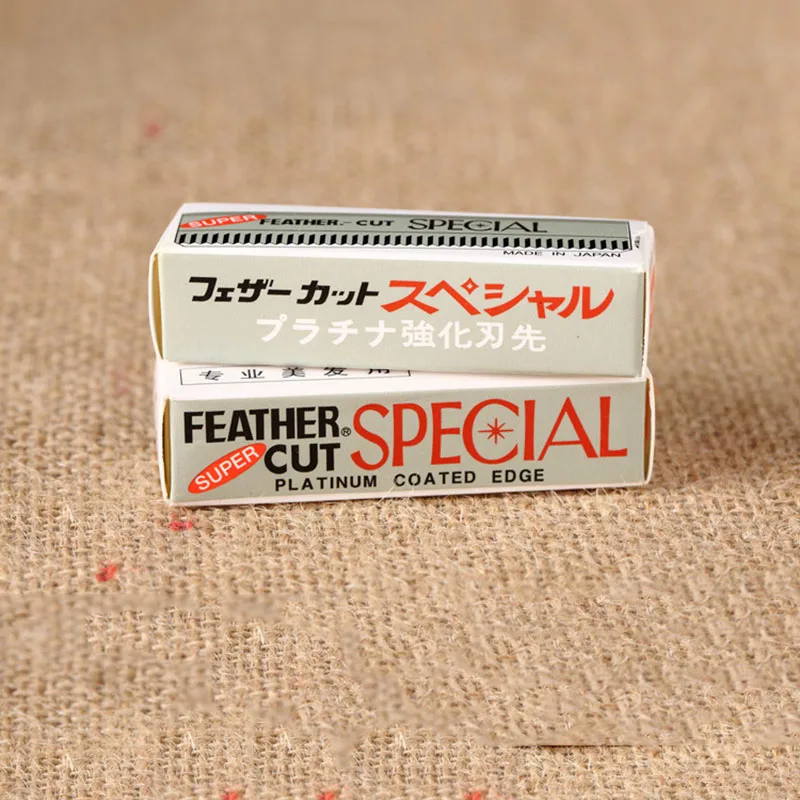 SUPER FEATHER CUT SPECIAL
MADE IN JAPAN
フェザーカット スペシャル
プラチナ強化刃先
专业美发用
FEATHER® SPECIAL
SUPER CUT
PLATINUM COATED EDGE